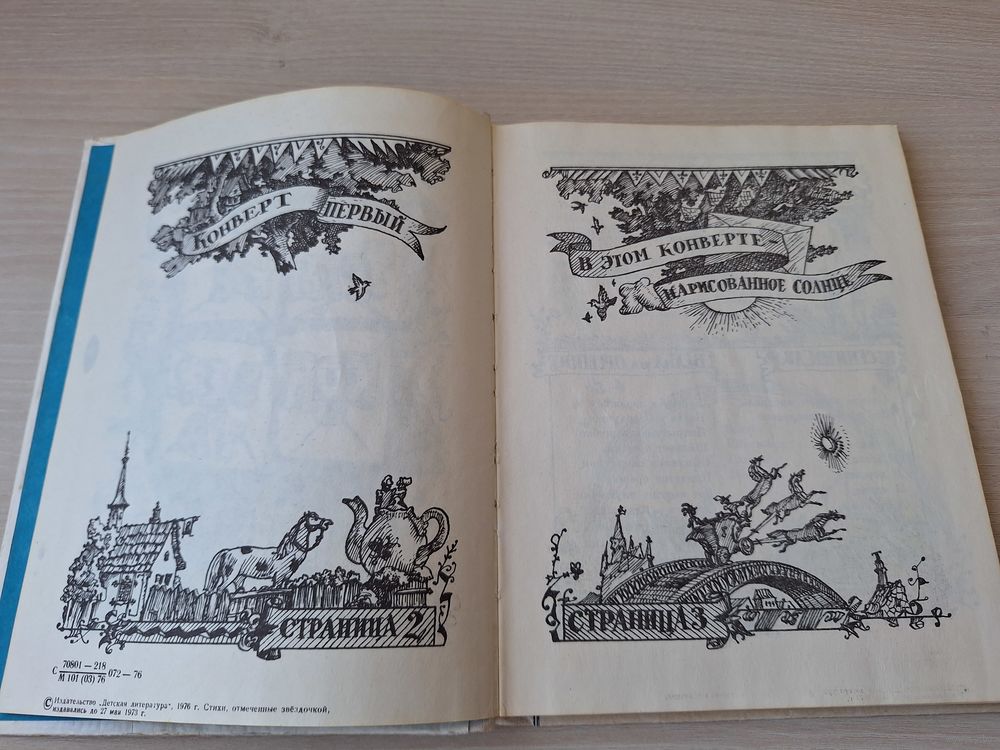 КОНВЕРТ ПЕРВЫЙ
СТРАНИЦА 2
С 70801 — 218
М 101 (03) 76
072 — 76
© Издательство „Детская литература“, 1976 г. Стихи, отмеченные звёздочкой,
издавались до 27 мая 1973 г.
В ЭТОМ КОНВЕРТЕ
НАРИСОВАННОЕ СОЛНЦЕ
СТРАНИЦА 3